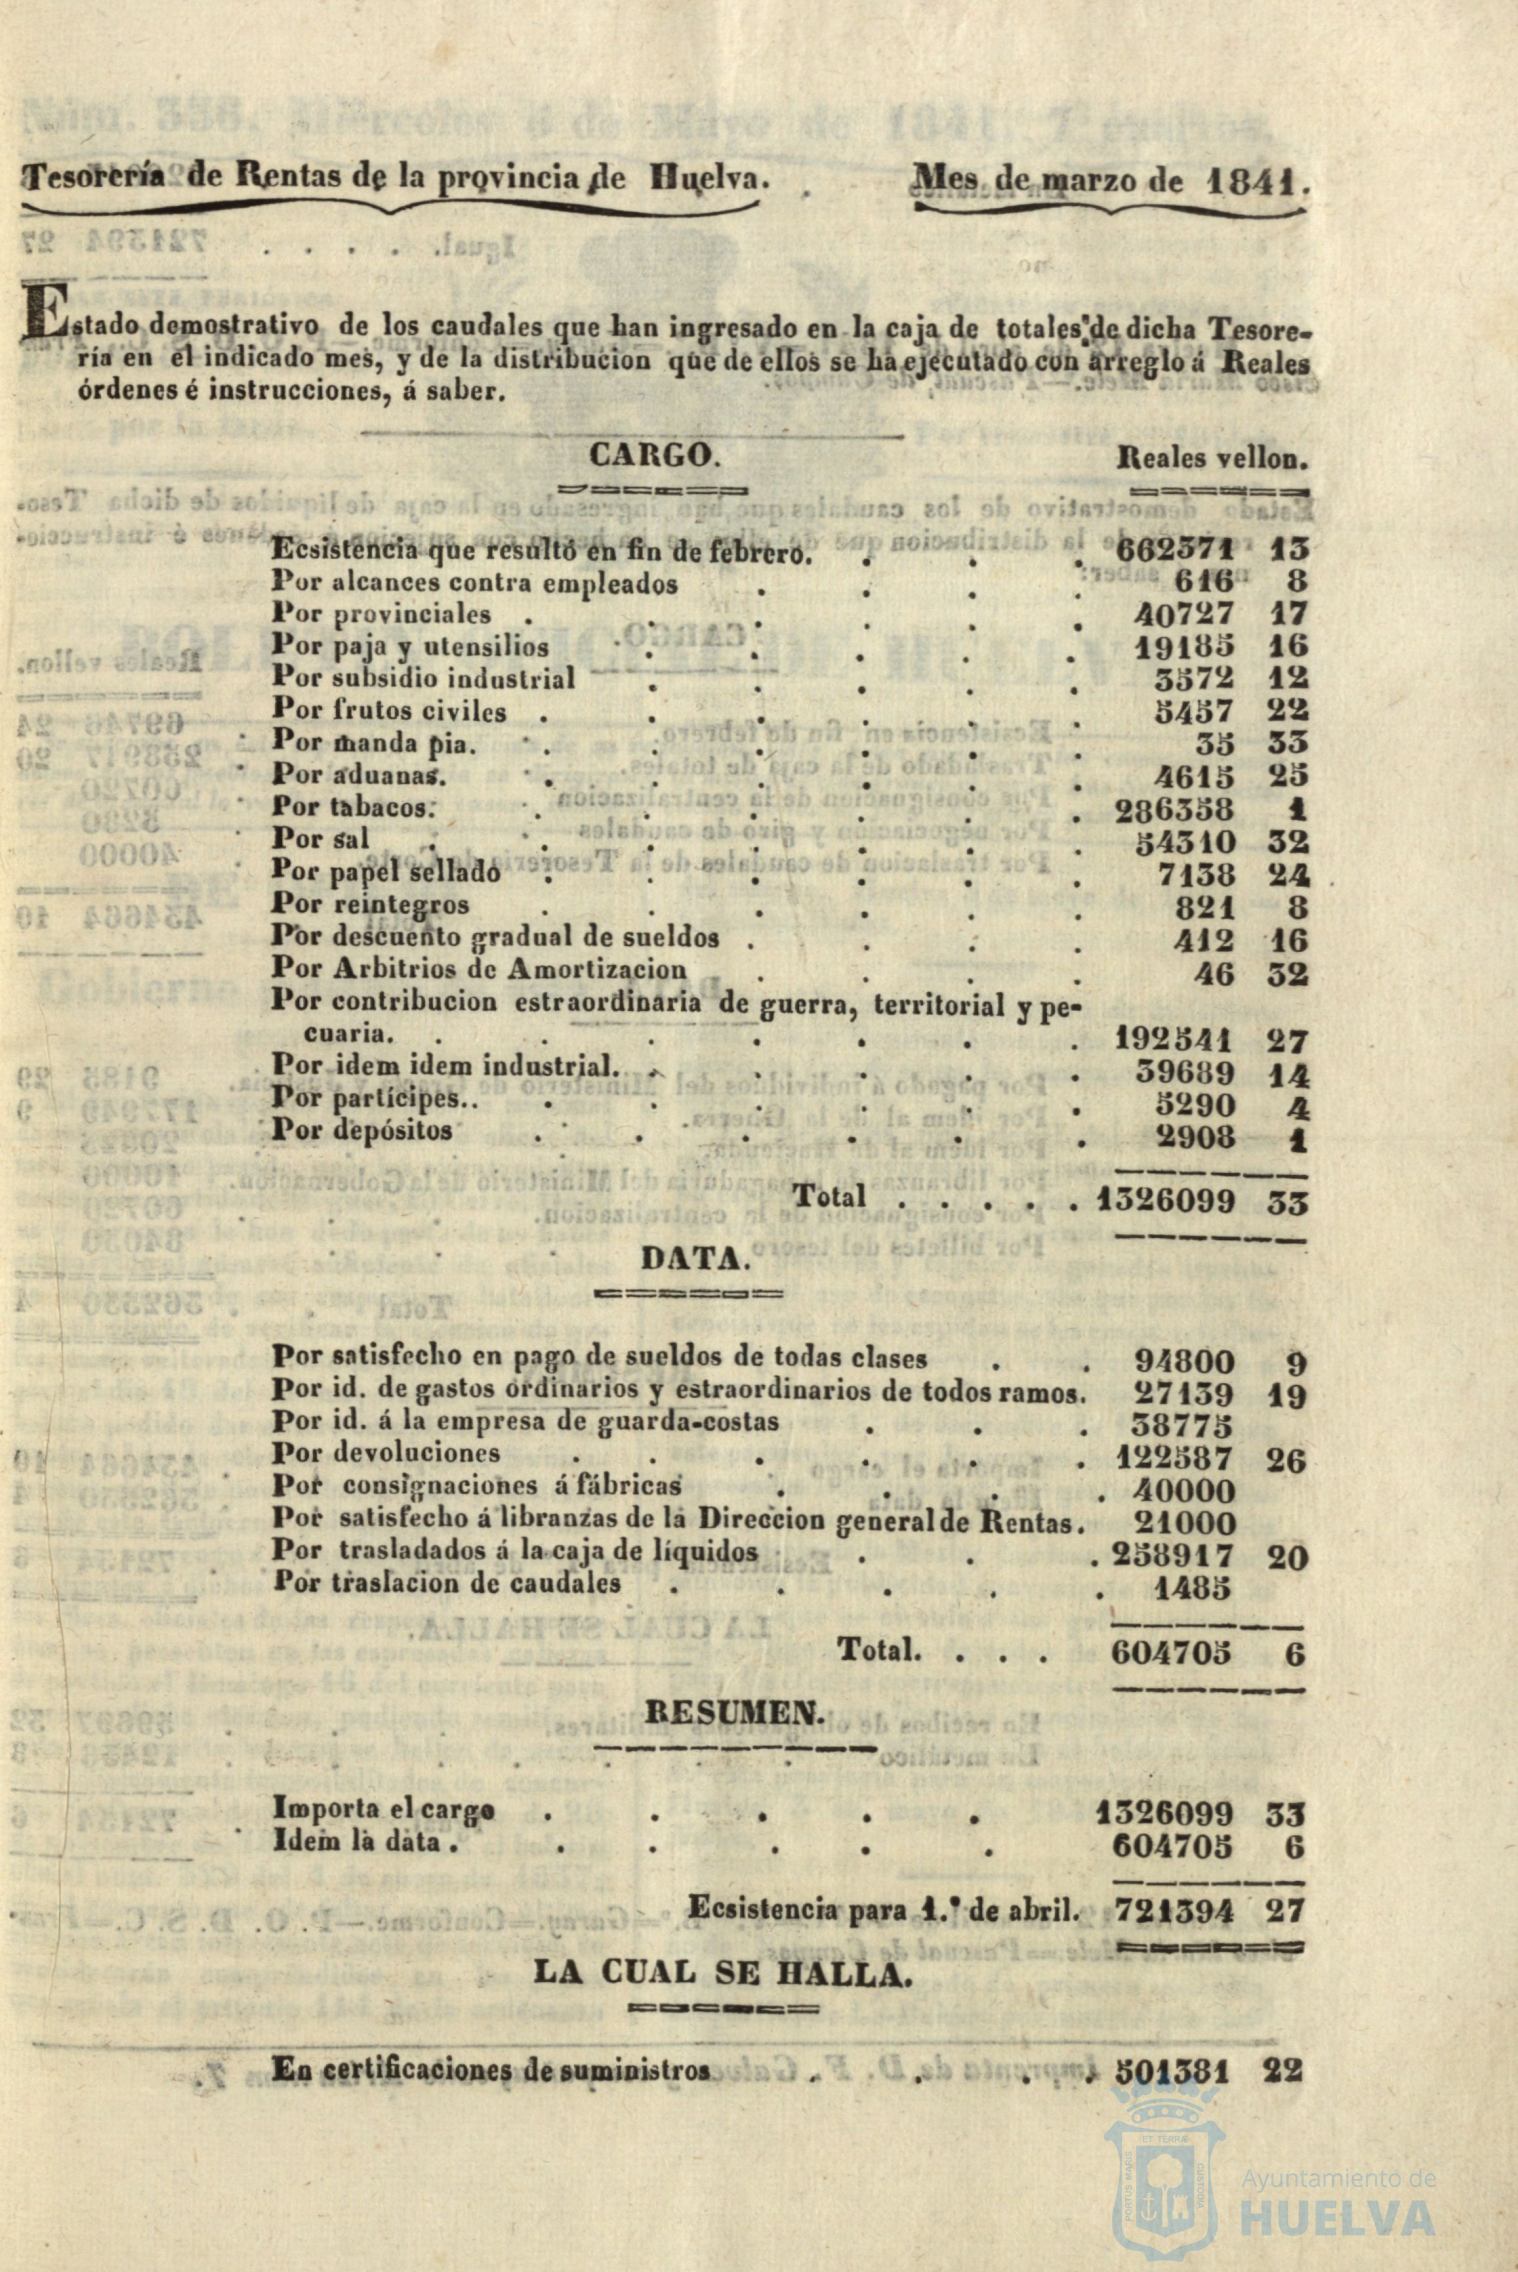 Tesorería de Rentas de la provincia de Huelva. Mes de marzo de 1841.
Estado demostrativo de los caudales que han ingresado en la caja de totales de dicha Tesore-
ría en el indicado mes, y de la distribucion que de ellos se ha ejecutado con arreglo á Reales
órdenes é instrucciones, á saber.
CARGO. Reales vellon.
Ecsistencia que resultó en fin de febrero. . . . 662371 13
Por alcances contra empleados . . . . 616 8
Por provinciales . . . . . . 40727 17
Por paja y utensilios . . . . . 19185 16
Por subsidio industrial . . . . . 3572 12
Por frutos civiles . . . . . . 5457 22
Por manda pia. . . . . . . 35 33
Por aduanas. . . . . . . 4615 25
Por tabacos. . . . . . . 286358 1
Por sal . . . . . . . 54310 32
Por papel sellado . . . . . . 7138 24
Por reintegros . . . . . . 821 8
Por descuento gradual de sueldos . . . . 412 16
Por Arbitrios de Amortizacion . . . . 46 32
Por contribucion estraordinaria de guerra, territorial y pe-
cuaria. . . . . . . . 192541 27
Por idem idem industrial. . . . . . 39689 14
Por partícipes.. . . . . . . 5290 4
Por depósitos . . . . . . 2908 1
Total . . . . . 1326099 33
DATA.
Por satisfecho en pago de sueldos de todas clases . . 94800 9
Por id. de gastos ordinarios y estraordinarios de todos ramos. 27139 19
Por id. á la empresa de guarda-costas . . . 38775
Por devoluciones . . . . . . 122587 26
Por consignaciones á fábricas . . . . 40000
Por satisfecho á libranzas de la Direccion general de Rentas. 21000
Por trasladados á la caja de líquidos . . . 258917 20
Por traslacion de caudales . . . . . 1485
Total. . . . 604705 6
RESUMEN.
Importa el cargo . . . . . 1326099 33
Idem la data . . . . . . 604705 6
Ecsistencia para 1.º de abril. 721394 27
LA CUAL SE HALLA.
En certificaciones de suministros . . . . 501381 22
ET TERRÆ
PORTUS MARIS
CUSTODIA
Ayuntamiento de
HUELVA